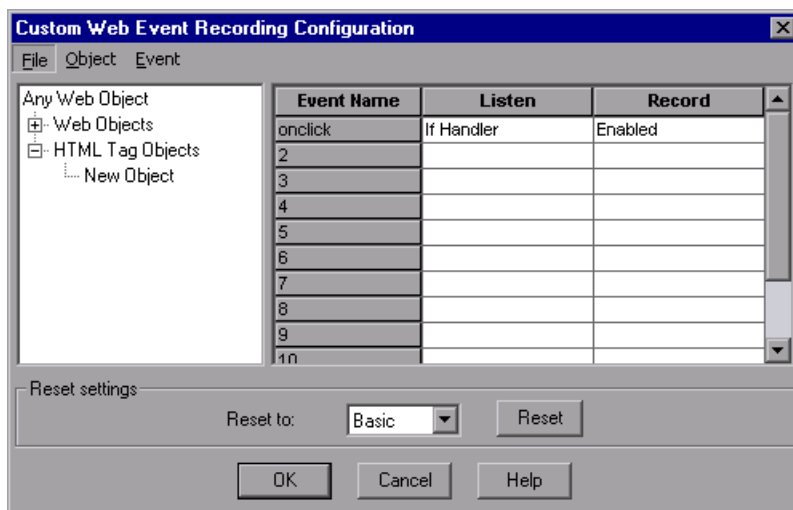 Custom Web Event Recording Configuration
File Object Event
Any Web Object
Web Objects
HTML Tag Objects
New Object
Event Name Listen Record
onclick If Handler Enabled
2
3
4
5
6
7
8
9
10
Reset settings
Reset to: Basic Reset
OK Cancel Help